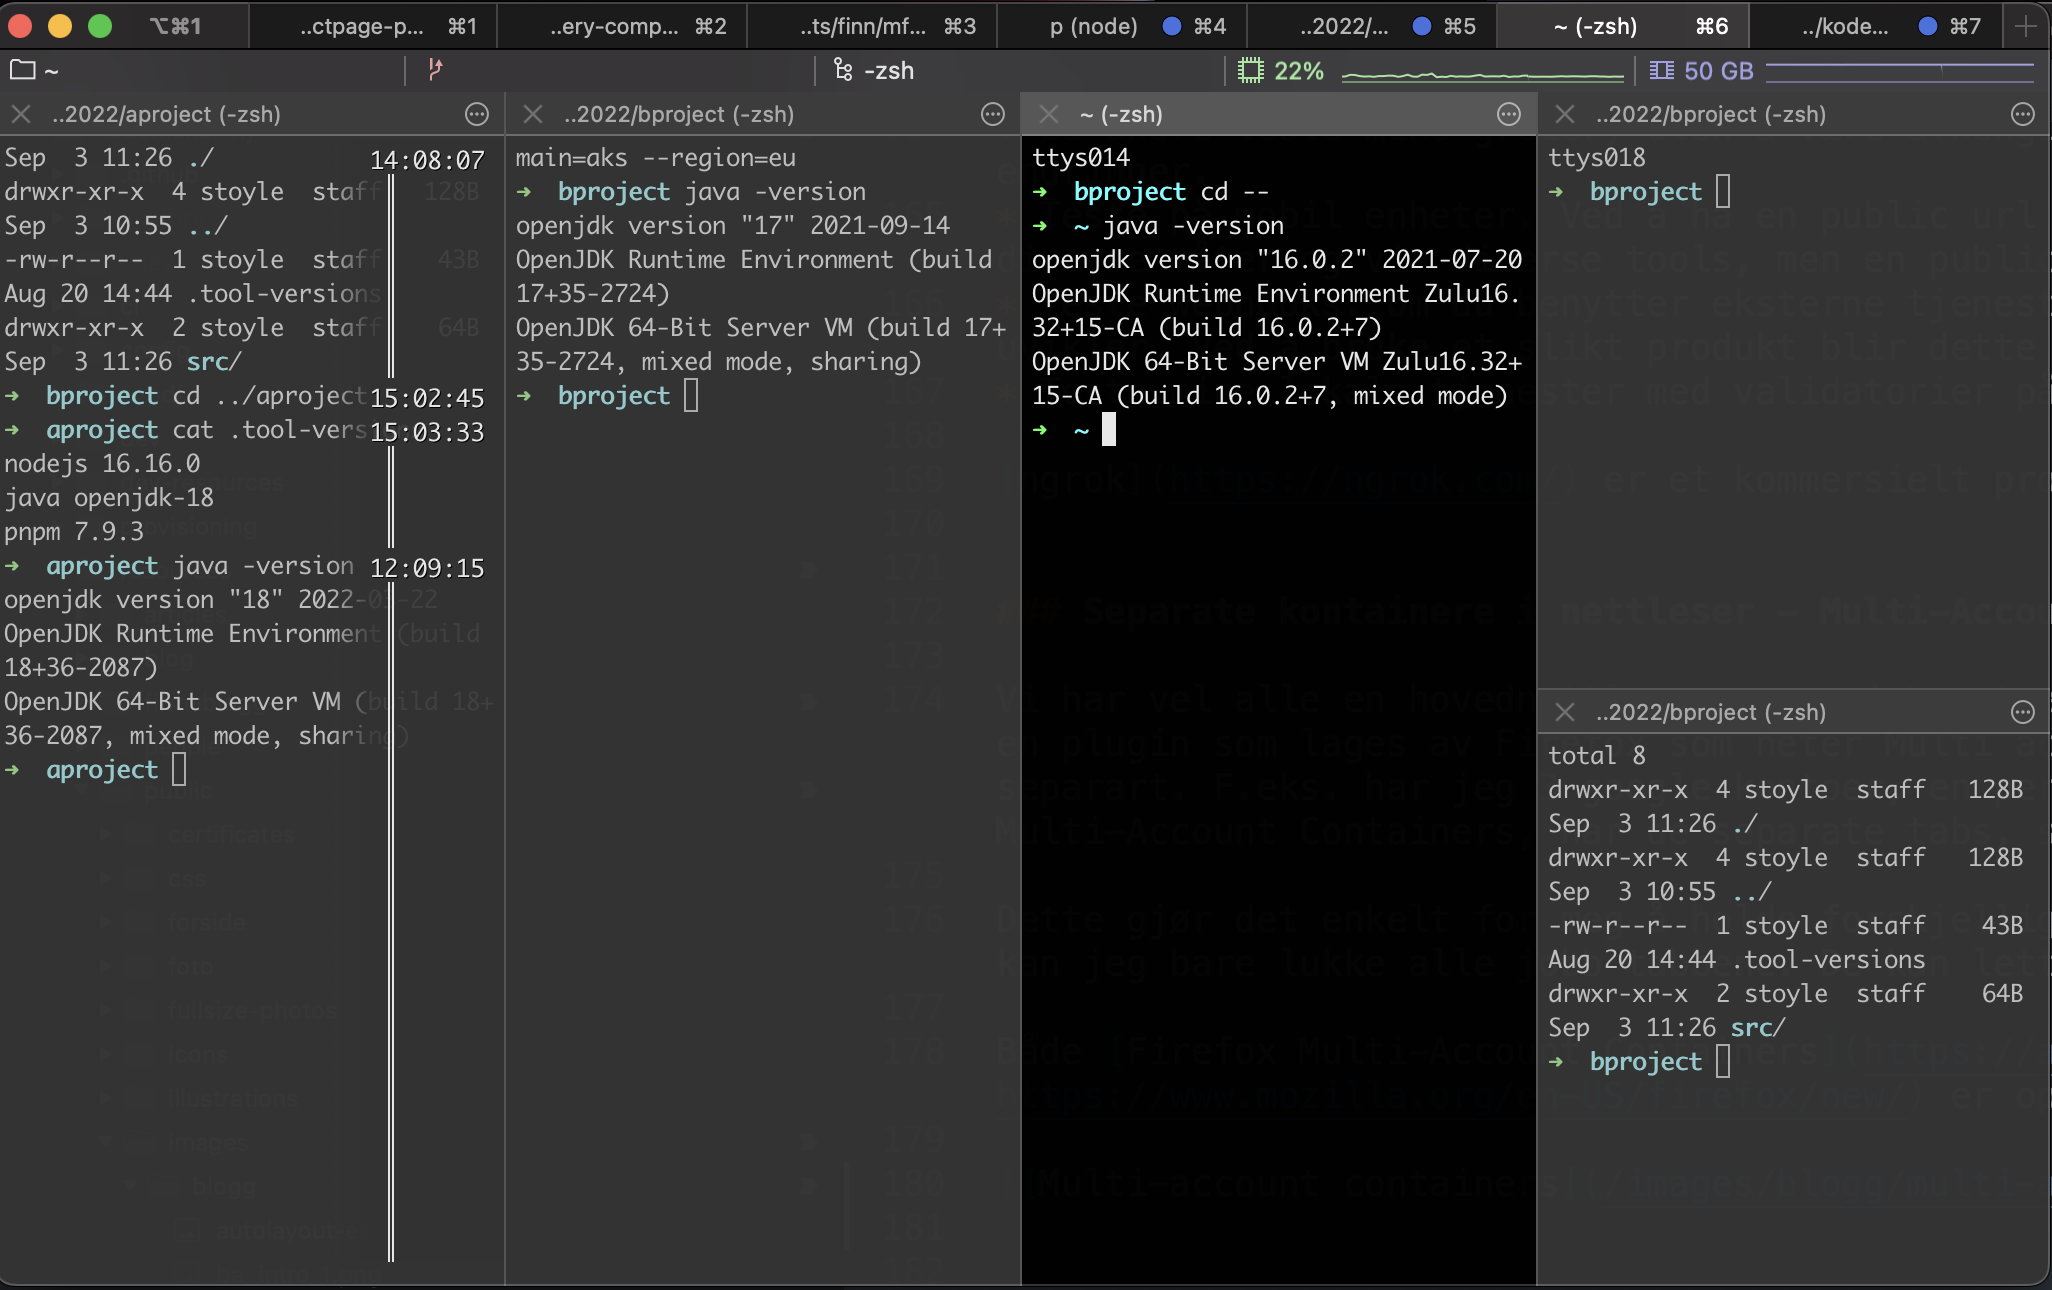 ⌥⌘1
..ctpage-p... ⌘1
..ery-comp... ⌘2
..ts/finn/mf... ⌘3
p (node) ⌘4
..2022/... ⌘5
~ (-zsh) ⌘6
../kode... ⌘7
~
-zsh
22%
50 GB
..2022/aproject (-zsh)
Sep  3 11:26 ./ 14:08:07
drwxr-xr-x  4 stoyle  staff   128B
Sep  3 10:55 ../
-rw-r--r--  1 stoyle  staff    43B
Aug 20 14:44 .tool-versions
drwxr-xr-x  2 stoyle  staff    64B
Sep  3 11:26 src/
➜  bproject cd ../aproject 15:02:45
➜  aproject cat .tool-vers 15:03:33
nodejs 16.16.0
java openjdk-18
pnpm 7.9.3
➜  aproject java -version 12:09:15
openjdk version "18" 2022-03-22
OpenJDK Runtime Environment (build
18+36-2087)
OpenJDK 64-Bit Server VM (build 18+
36-2087, mixed mode, sharing)
➜  aproject
..2022/bproject (-zsh)
main=aks --region=eu
➜  bproject java -version
openjdk version "17" 2021-09-14
OpenJDK Runtime Environment (build
17+35-2724)
OpenJDK 64-Bit Server VM (build 17+
35-2724, mixed mode, sharing)
➜  bproject
~ (-zsh)
ttys014
➜  bproject cd --
➜  ~ java -version
openjdk version "16.0.2" 2021-07-20
OpenJDK Runtime Environment Zulu16.
32+15-CA (build 16.0.2+7)
OpenJDK 64-Bit Server VM Zulu16.32+
15-CA (build 16.0.2+7, mixed mode)
➜  ~
..2022/bproject (-zsh)
ttys018
➜  bproject
..2022/bproject (-zsh)
total 8
drwxr-xr-x  4 stoyle  staff   128B
Sep  3 11:26 ./
drwxr-xr-x  4 stoyle  staff   128B
Sep  3 10:55 ../
-rw-r--r--  1 stoyle  staff    43B
Aug 20 14:44 .tool-versions
drwxr-xr-x  2 stoyle  staff    64B
Sep  3 11:26 src/
➜  bproject